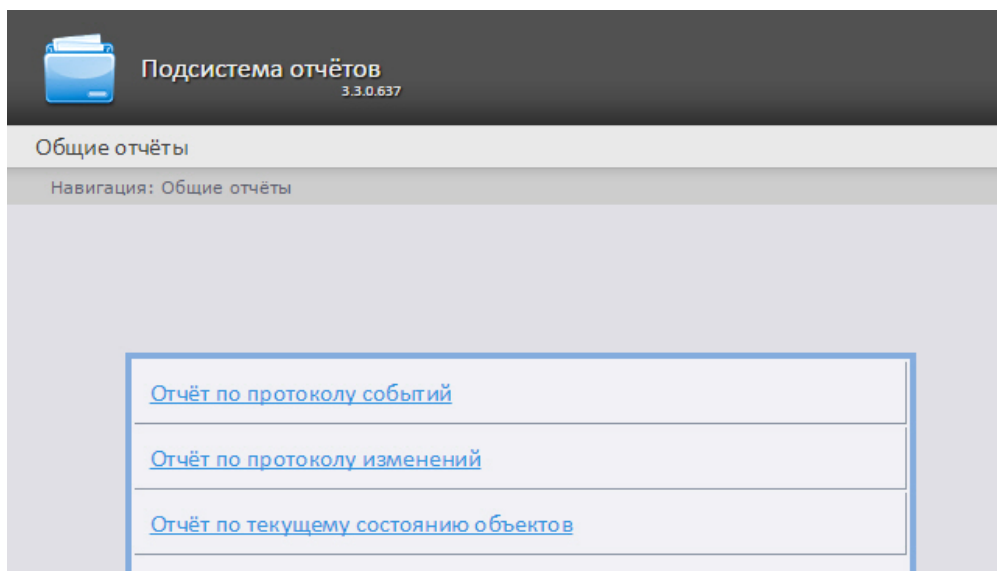 Подсистема отчётов
3.3.0.637
Общие отчёты
Навигация: Общие отчёты
Отчёт по протоколу событий
Отчёт по протоколу изменений
Отчёт по текущему состоянию объектов